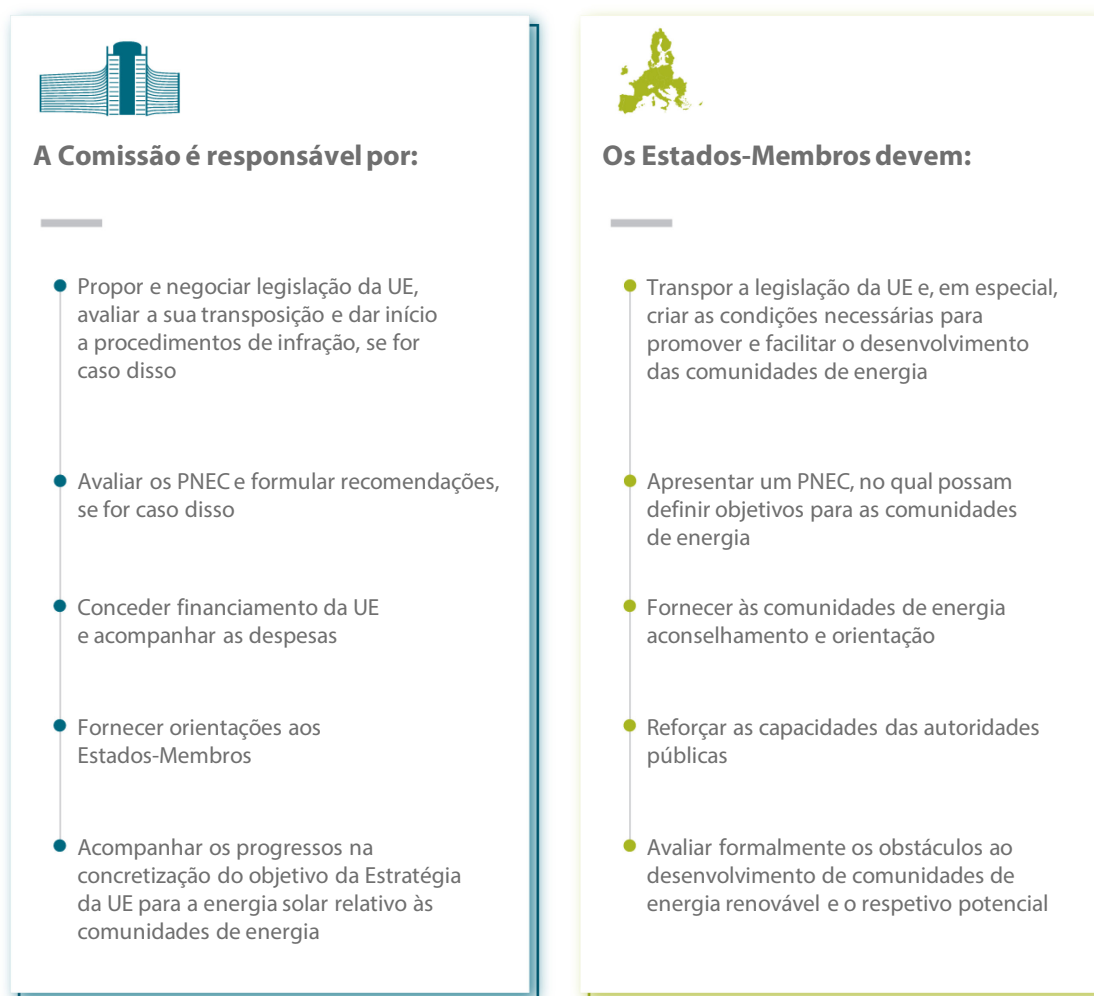 A Comissão é responsável por:
Propor e negociar legislação da UE,
avaliar a sua transposição e dar início
a procedimentos de infração, se for
caso disso
Avaliar os PNEC e formular recomendações,
se for caso disso
Conceder financiamento da UE
e acompanhar as despesas
Fornecer orientações aos
Estados-Membros
Acompanhar os progressos na
concretização do objetivo da Estratégia
da UE para a energia solar relativo às
comunidades de energia
Os Estados-Membros devem:
Transpor a legislação da UE e, em especial,
criar as condições necessárias para
promover e facilitar o desenvolvimento
das comunidades de energia
Apresentar um PNEC, no qual possam
definir objetivos para as comunidades
de energia
Fornecer às comunidades de energia
aconselhamento e orientação
Reforçar as capacidades das autoridades
públicas
Avaliar formalmente os obstáculos ao
desenvolvimento de comunidades de
energia renovável e o respetivo potencial